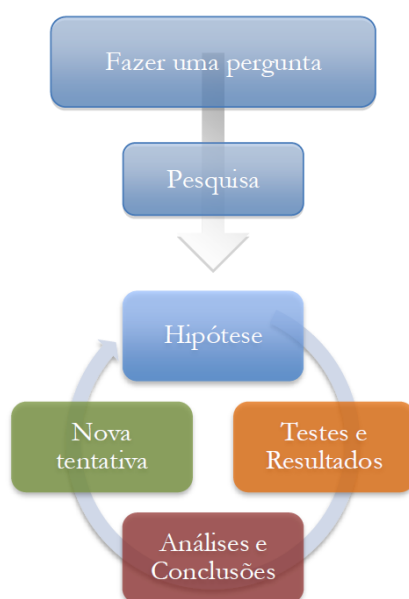 Fazer uma pergunta
Pesquisa
Hipótese
Testes e
Resultados
Análises e
Conclusões
Nova
tentativa